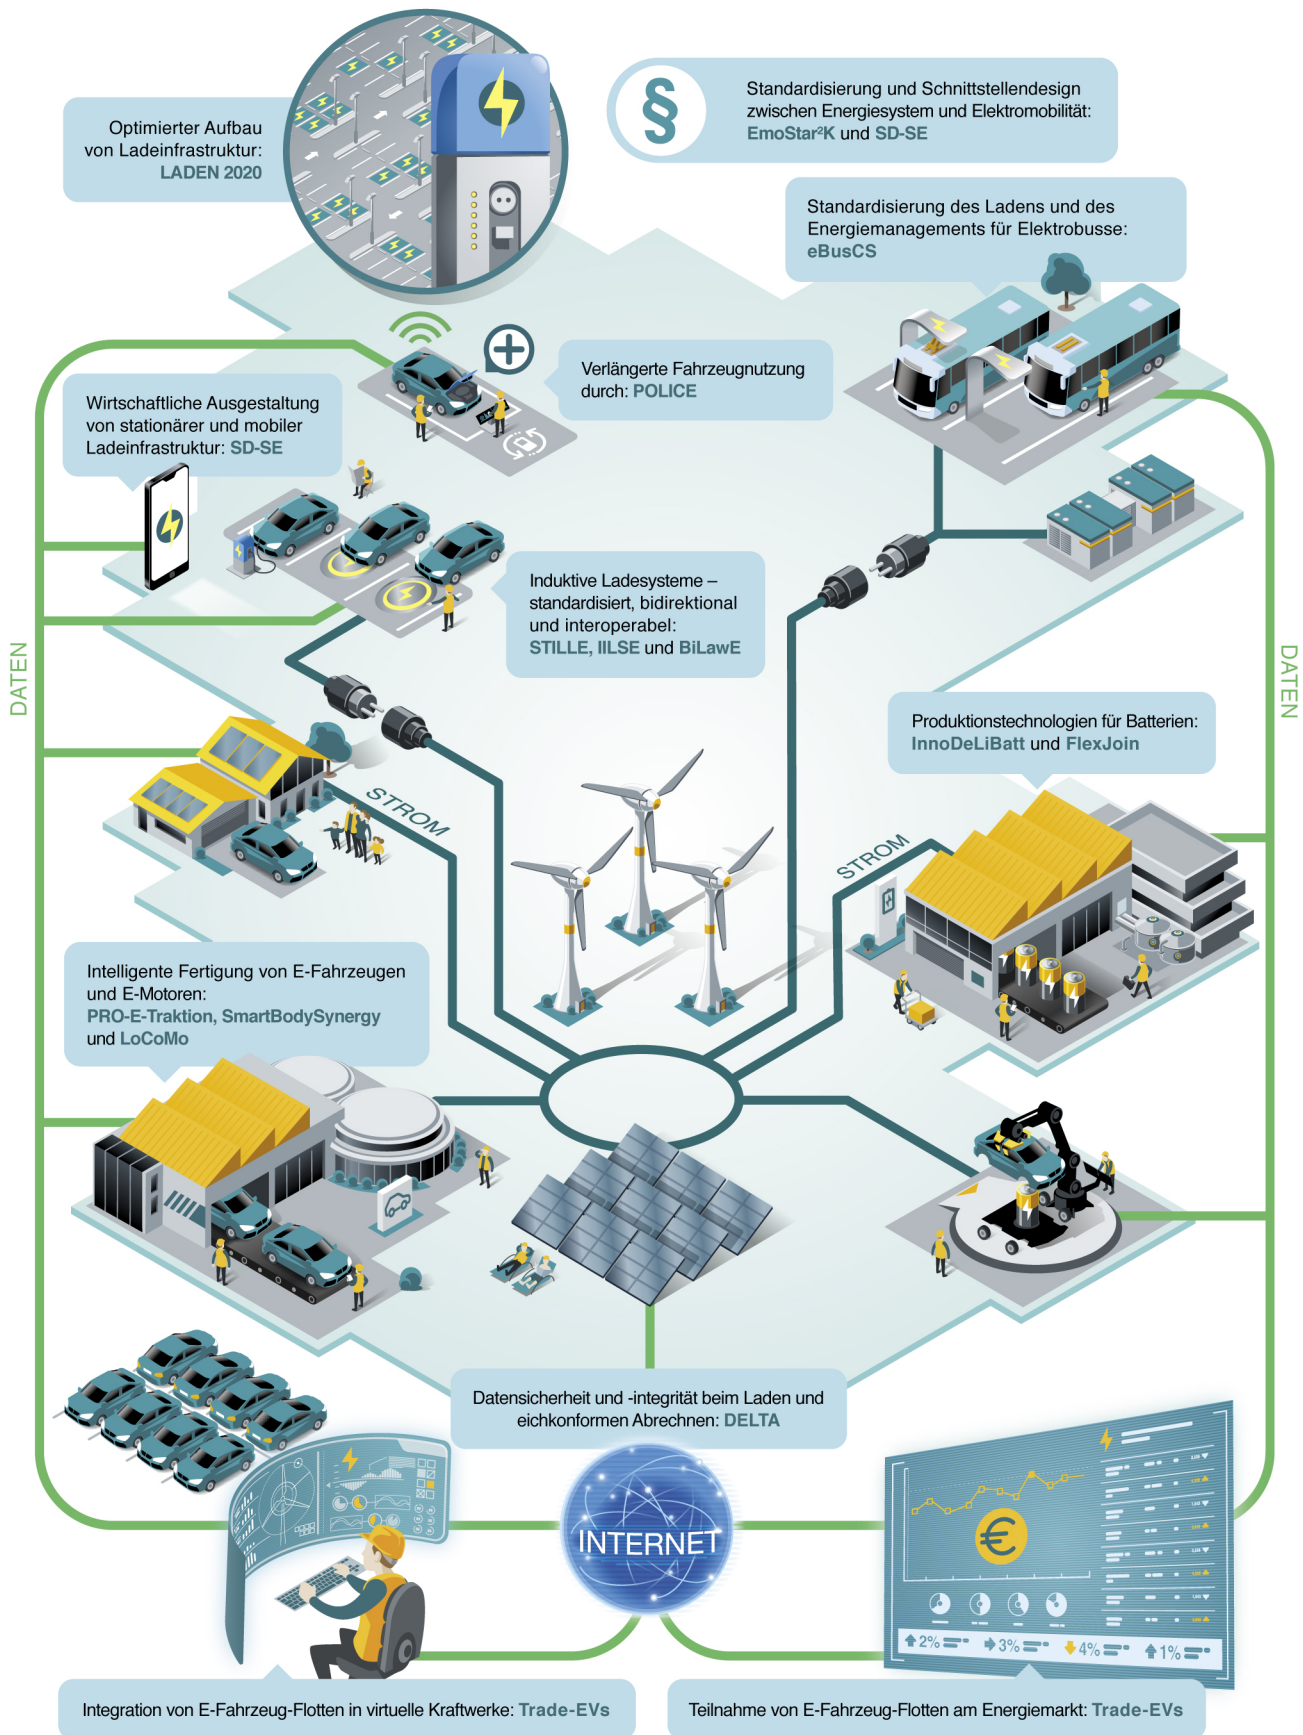 Optimierter Aufbau
von Ladeinfrastruktur:
LADEN 2020
§
Standardisierung und Schnittstellendesign
zwischen Energiesystem und Elektromobilität:
EmoStar²K und SD-SE
Standardisierung des Ladens und des
Energiemanagements für Elektrobusse:
eBusCS
Verlängerte Fahrzeugnutzung
durch: POLICE
Wirtschaftliche Ausgestaltung
von stationärer und mobiler
Ladeinfrastruktur: SD-SE
Induktive Ladesysteme –
standardisiert, bidirektional
und interoperabel:
STILLE, IILSE und BiLawE
DATEN
DATEN
Produktionstechnologien für Batterien:
InnoDeLiBatt und FlexJoin
STROM
STROM
Intelligente Fertigung von E-Fahrzeugen
und E-Motoren:
PRO-E-Traktion, SmartBodySynergy
und LoCoMo
Datensicherheit und -integrität beim Laden und
eichkonformen Abrechnen: DELTA
INTERNET
€
2% 3% 4% 1%
Integration von E-Fahrzeug-Flotten in virtuelle Kraftwerke: Trade-EVs
Teilnahme von E-Fahrzeug-Flotten am Energiemarkt: Trade-EVs